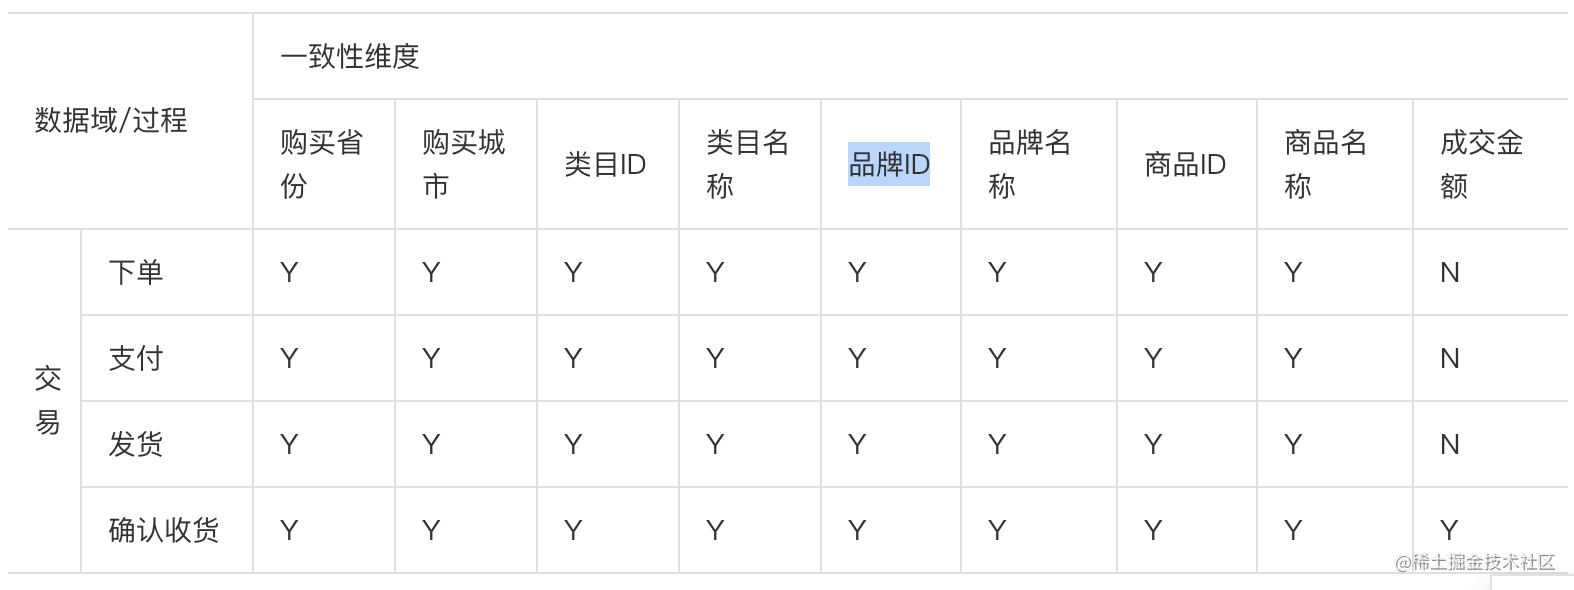 数据域/过程
一致性维度
购买省
份
购买城
市
类目ID
类目名
称
品牌ID
品牌名
称
商品ID
商品名
称
成交金
额
交
易
下单
Y Y Y Y Y Y Y Y N
支付
Y Y Y Y Y Y Y Y N
发货
Y Y Y Y Y Y Y Y N
确认收货
Y Y Y Y Y Y Y Y Y
@稀土掘金技术社区